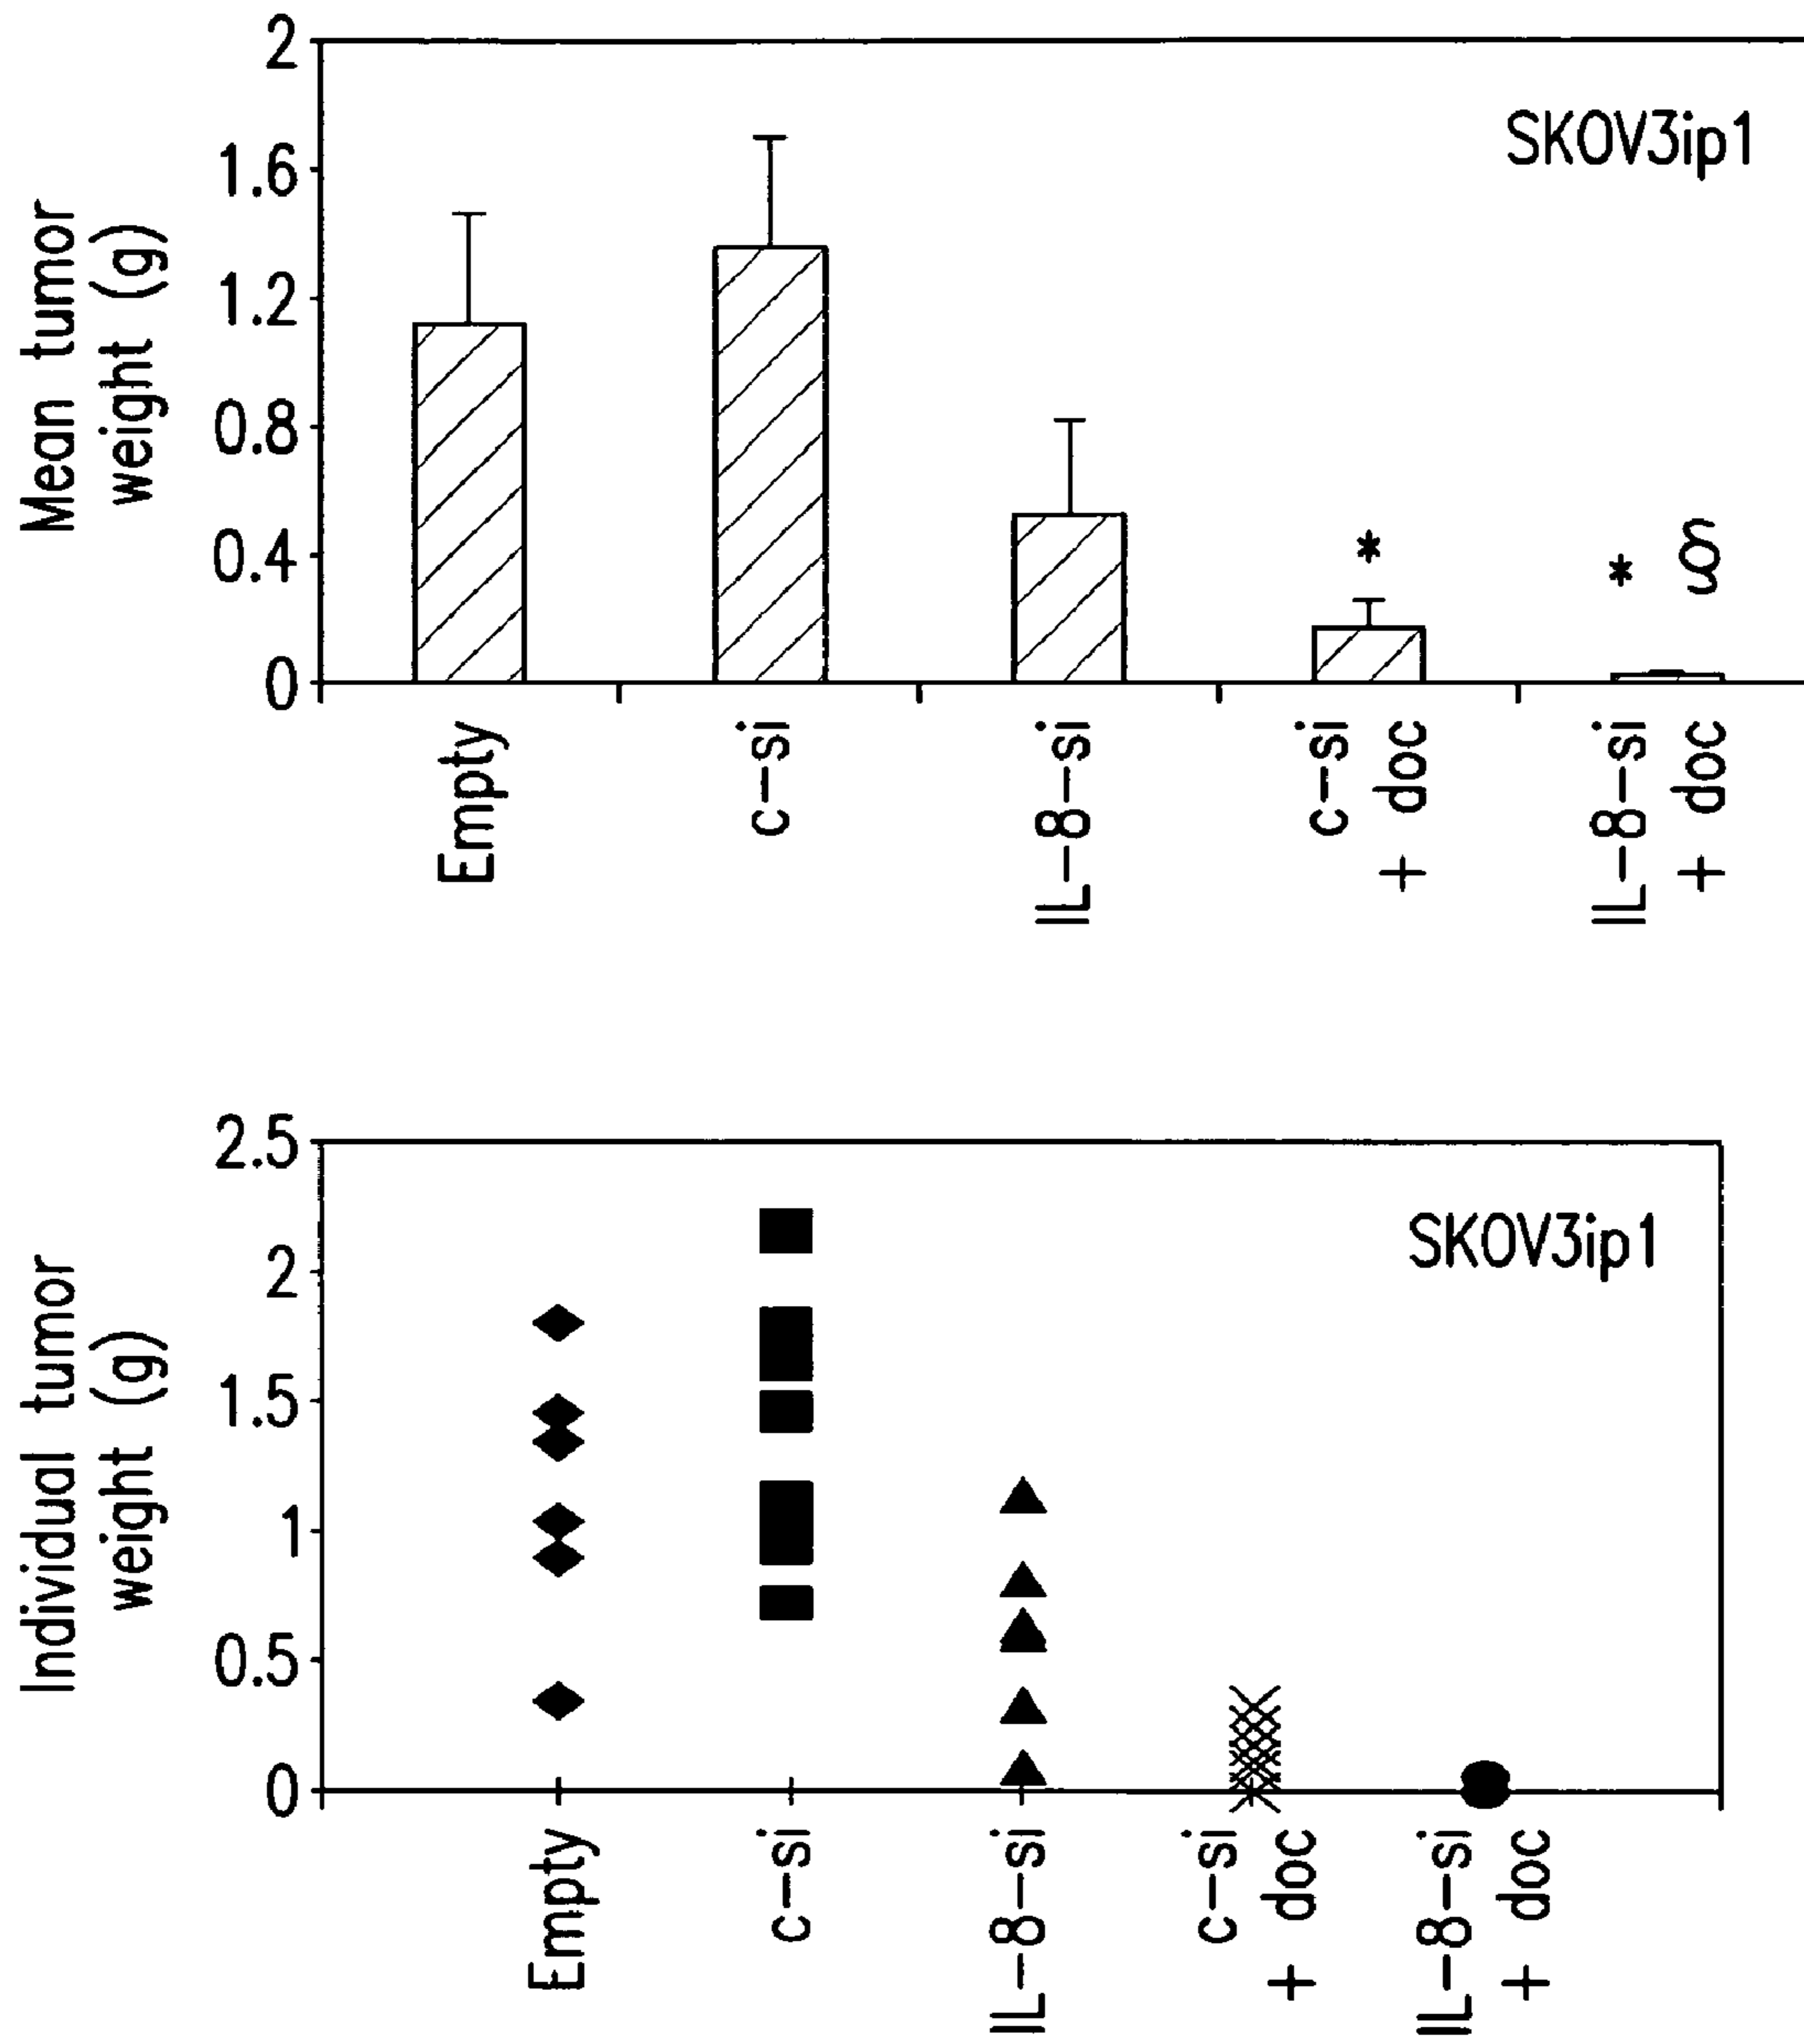 Mean tumor
weight (g)
2
1.6
1.2
0.8
0.4
0
SKOV3ip1
*
* §
Empty
c-si
IL-8-si
c-si
+ doc
IL-8-si
+ doc
Individual tumor
weight (g)
2.5
2
1.5
1
0.5
0
SKOV3ip1
Empty
c-si
IL-8-si
c-si
+ doc
IL-8-si
+ doc